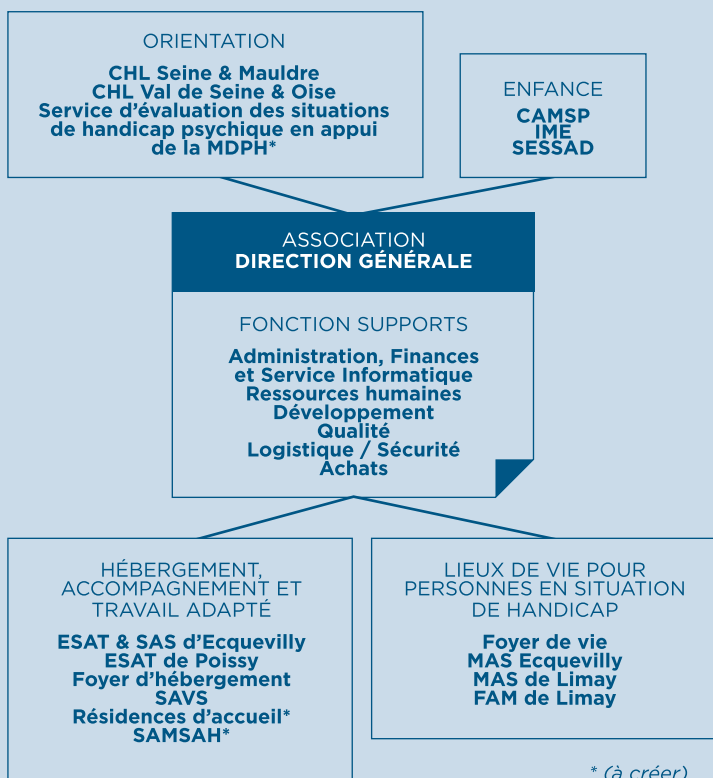 ORIENTATION
CHL Seine & Mauldre
CHL Val de Seine & Oise
Service d'évaluation des situations
de handicap psychique en appui
de la MDPH*
ENFANCE
CAMSP
IME
SESSAD
ASSOCIATION
DIRECTION GÉNÉRALE
FONCTION SUPPORTS
Administration, Finances
et Service Informatique
Ressources humaines
Développement
Qualité
Logistique / Sécurité
Achats
HÉBERGEMENT,
ACCOMPAGNEMENT ET
TRAVAIL ADAPTÉ
ESAT & SAS d'Ecquevilly
ESAT de Poissy
Foyer d'hébergement
SAVS
Résidences d'accueil*
SAMSAH*
LIEUX DE VIE POUR
PERSONNES EN SITUATION
DE HANDICAP
Foyer de vie
MAS Ecquevilly
MAS de Limay
FAM de Limay
* (à créer)